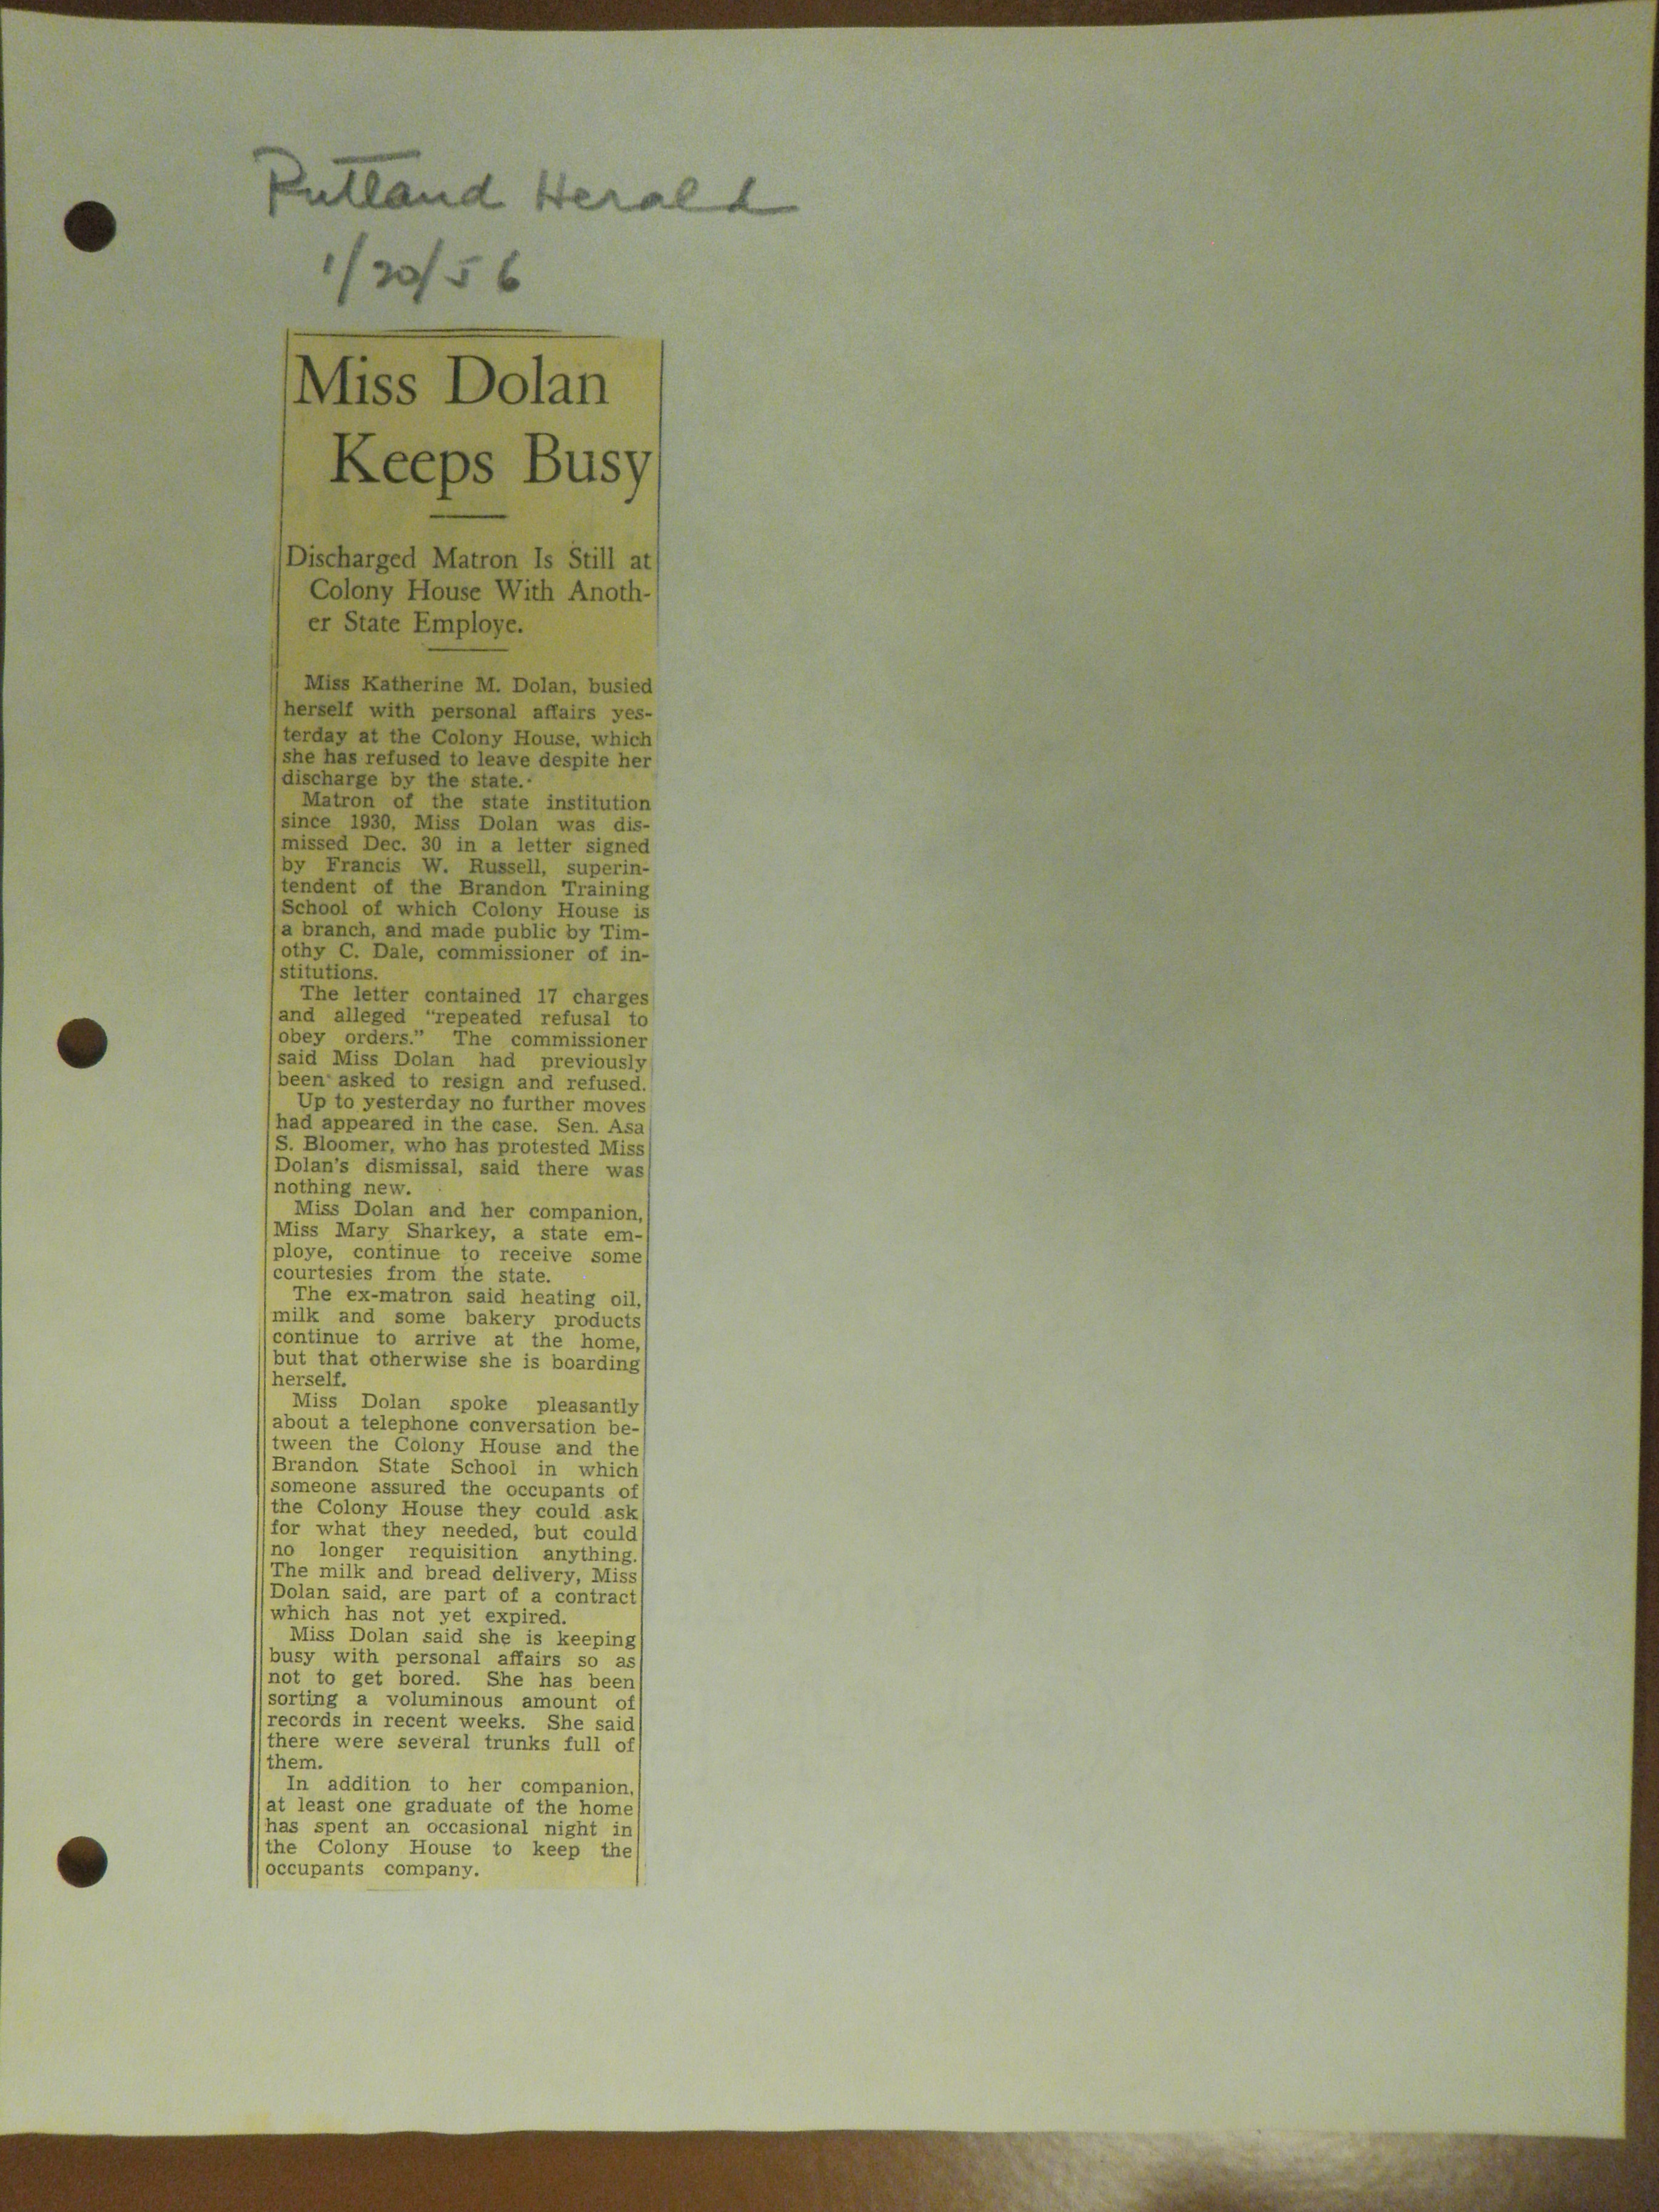 Rutland Herald
1/20/56
Miss Dolan
Keeps Busy
Discharged Matron Is Still at
Colony House With Anoth-
er State Employe.
Miss Katherine M. Dolan, busied
herself with personal affairs yes-
terday at the Colony House, which
she has refused to leave despite her
discharge by the state.
Matron of the state institution
since 1930, Miss Dolan was dis-
missed Dec. 30 in a letter signed
by Francis W. Russell, superin-
tendent of the Brandon Training
School of which Colony House is
a branch, and made public by Tim-
othy C. Dale, commissioner of in-
stitutions.
The letter contained 17 charges
and alleged "repeated refusal to
obey orders." The commissioner
said Miss Dolan had previously
been asked to resign and refused.
Up to yesterday no further moves
had appeared in the case. Sen. Asa
S. Bloomer, who has protested Miss
Dolan's dismissal, said there was
nothing new.
Miss Dolan and her companion,
Miss Mary Sharkey, a state em-
ploye, continue to receive some
courtesies from the state.
The ex-matron said heating oil,
milk and some bakery products
continue to arrive at the home,
but that otherwise she is boarding
herself.
Miss Dolan spoke pleasantly
about a telephone conversation be-
tween the Colony House and the
Brandon State School in which
someone assured the occupants of
the Colony House they could ask
for what they needed, but could
no longer requisition anything.
The milk and bread delivery, Miss
Dolan said, are part of a contract
which has not yet expired.
Miss Dolan said she is keeping
busy with personal affairs so as
not to get bored. She has been
sorting a voluminous amount of
records in recent weeks. She said
there were several trunks full of
them.
In addition to her companion,
at least one graduate of the home
has spent an occasional night in
the Colony House to keep the
occupants company.